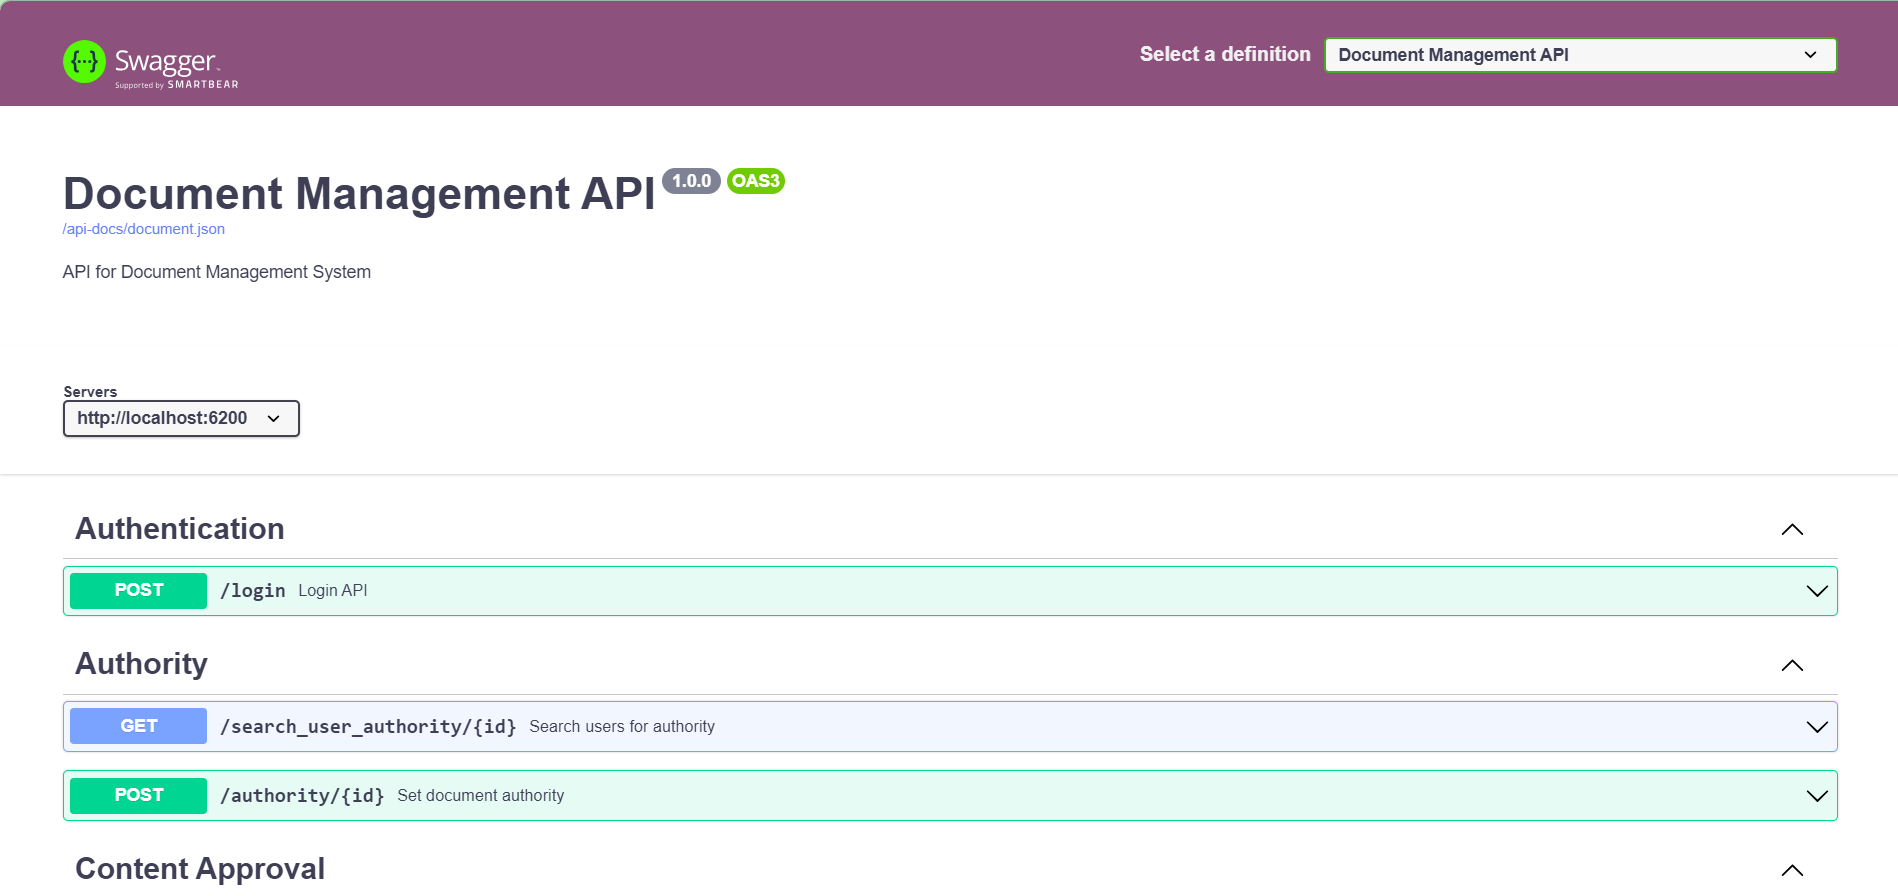 {...} Swagger™
Supported by SMARTBEAR
Select a definition
Document Management API
Document Management API 1.0.0 OAS3
/api-docs/document.json
API for Document Management System
Servers
http://localhost:6200
Authentication
POST /login Login API
Authority
GET /search_user_authority/{id} Search users for authority
POST /authority/{id} Set document authority
Content Approval